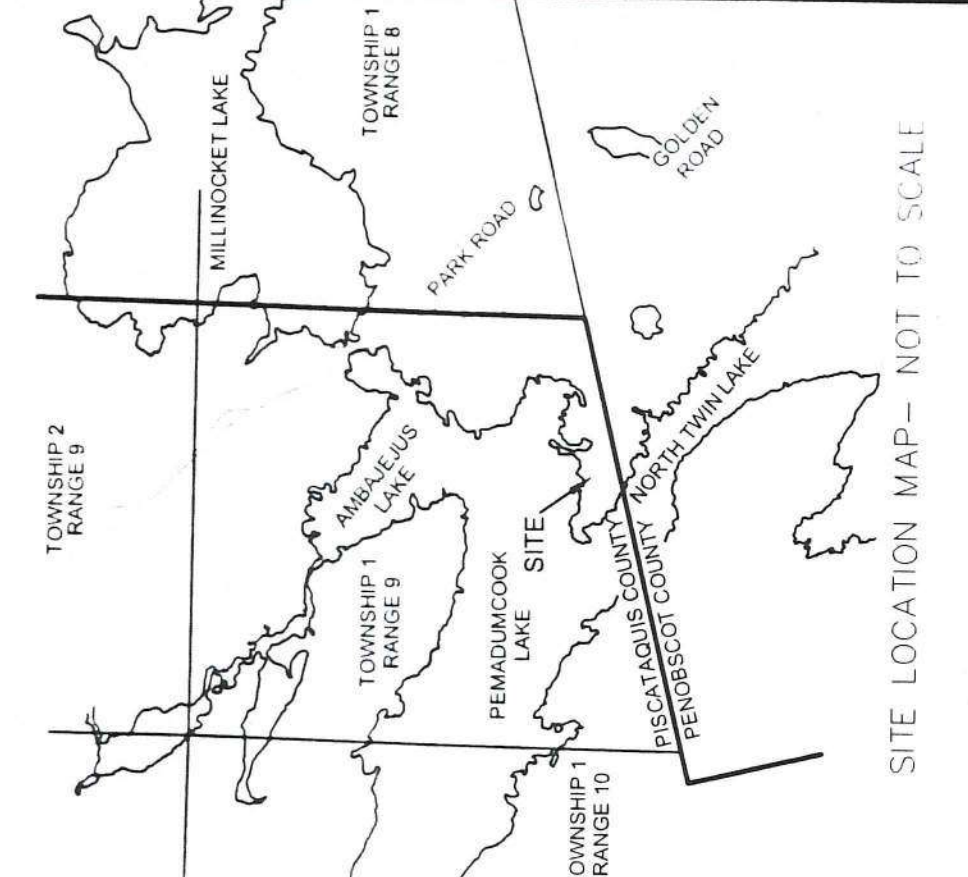 TOWNSHIP 2
RANGE 9
MILLINOCKET LAKE
TOWNSHIP 1
RANGE 8
PARK ROAD
GOLDEN
ROAD
AMBAJEJUS
LAKE
TOWNSHIP 1
RANGE 9
PEMADUMCOOK
LAKE
SITE
NORTH TWIN LAKE
PISCATAQUIS COUNTY
PENOBSCOT COUNTY
OWNSHIP 1
RANGE 10
SITE LOCATION MAP- NOT TO SCALE